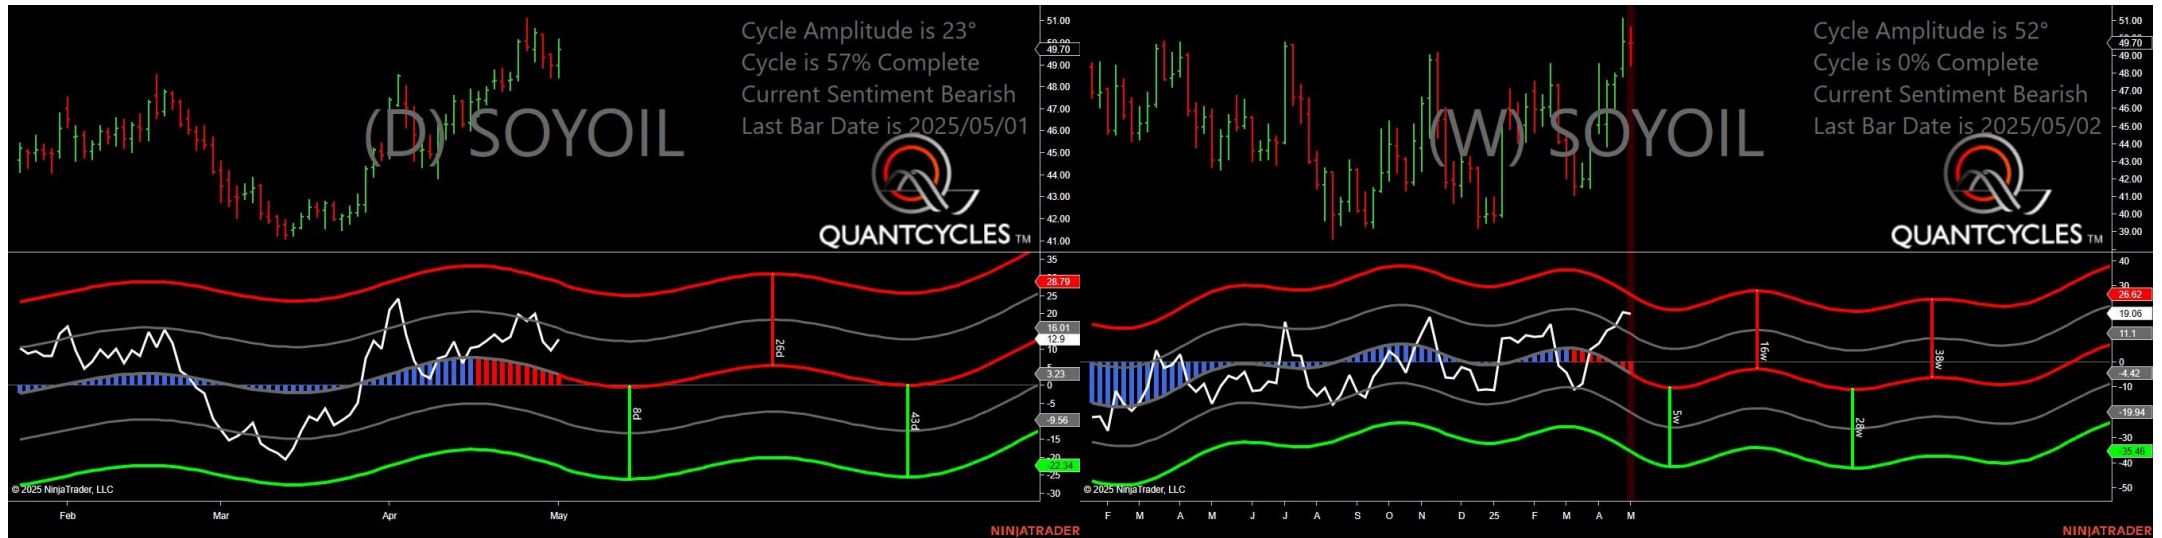 Cycle Amplitude is 23°
Cycle is 57% Complete
Current Sentiment Bearish
Last Bar Date is 2025/05/01
(D) SOYOIL
QUANTCYCLES TM
51.00
49.70
49.00
48.00
47.00
46.00
45.00
44.00
43.00
42.00
41.00
35
28.79
25
20
16.01
12.9
10
3.23
0
-5
-9.56
-15
-22.34
-25
-30
8d
26d
43d
© 2025 NinjaTrader, LLC
Feb Mar Apr May
NINJATRADER
Cycle Amplitude is 52°
Cycle is 0% Complete
Current Sentiment Bearish
Last Bar Date is 2025/05/02
(W) SOYOIL
QUANTCYCLES TM
51.00
49.70
49.00
48.00
47.00
46.00
45.00
44.00
43.00
42.00
41.00
40.00
39.00
40
30
26.62
19.06
11.1
0
-4.42
-10
-19.94
-30
-35.46
-40
-50
5w
16w
28w
38w
© 2025 NinjaTrader, LLC
F M A M J J A S O N D 25 F M A M
NINJATRADER